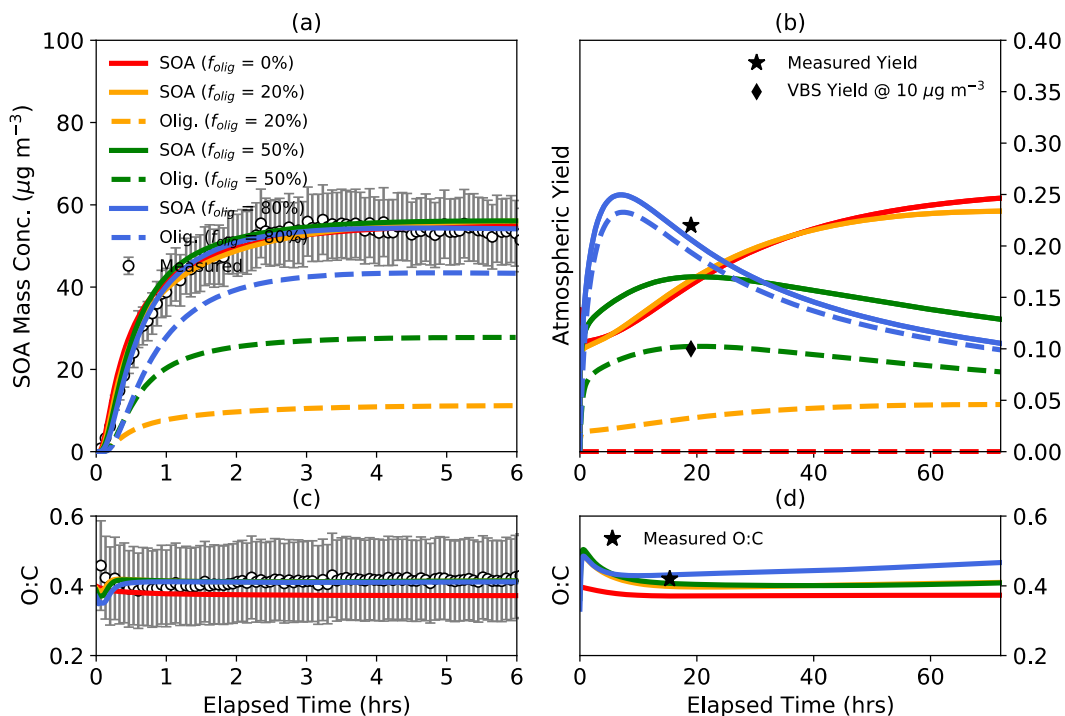 (a)
SOA Mass Conc. (μg m⁻³)
100
80
60
40
20
0
SOA (f_olig = 0%)
SOA (f_olig = 20%)
Olig. (f_olig = 20%)
SOA (f_olig = 50%)
Olig. (f_olig = 50%)
SOA (f_olig = 80%)
Olig. (f_olig = 80%)
Measured
0 1 2 3 4 5 6
(b)
Atmospheric Yield
Measured Yield
VBS Yield @ 10 μg m⁻³
0.40
0.35
0.30
0.25
0.20
0.15
0.10
0.05
0.00
0 20 40 60
(c)
O:C
0.6
0.4
0.2
0 1 2 3 4 5 6
Elapsed Time (hrs)
(d)
O:C
Measured O:C
0.6
0.4
0.2
0 20 40 60
Elapsed Time (hrs)